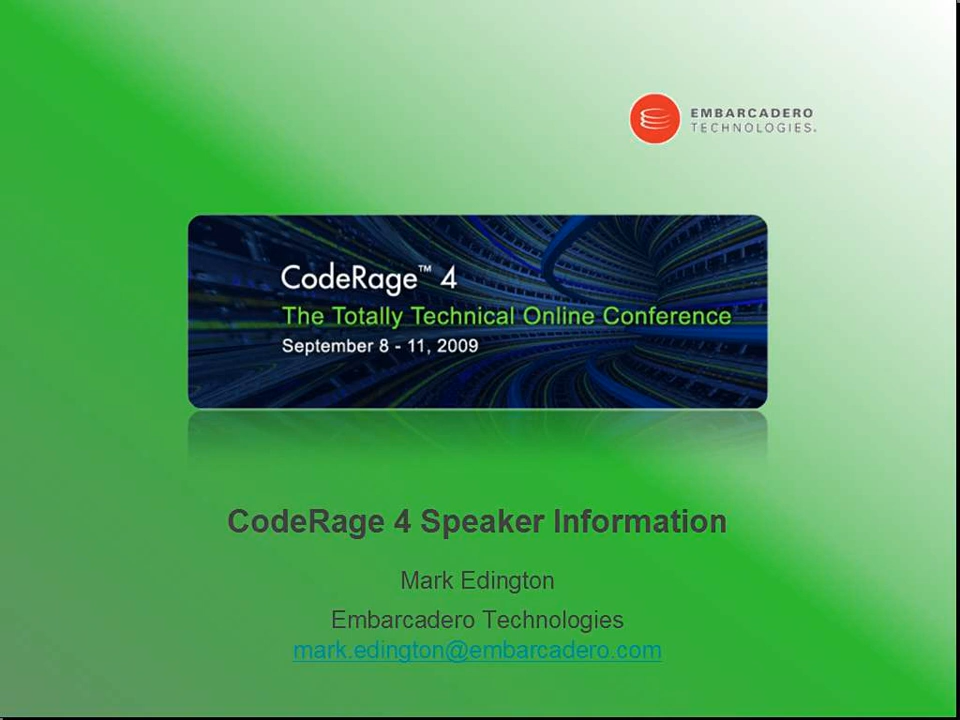 EMBARCADERO
TECHNOLOGIES.
CodeRage™ 4
The Totally Technical Online Conference
September 8 - 11, 2009
CodeRage 4 Speaker Information
Mark Edington
Embarcadero Technologies
mark.edington@embarcadero.com